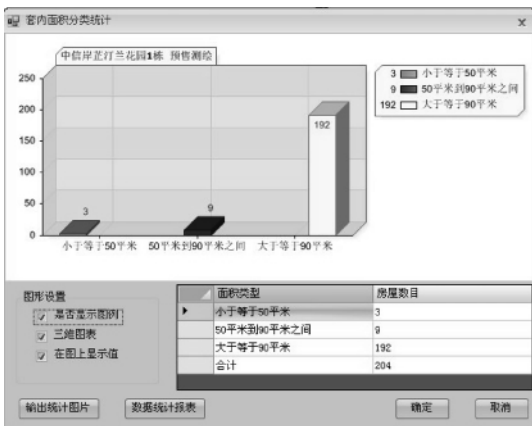 套内面积分类统计
x
中信岸芷汀兰花园1栋 预售测绘
3 小于等于50平米
9 50平米到90平米之间
192 大于等于90平米
250
200
150
100
50
0
3
9
192
小于等于50平米 50平米到90平米之间 大于等于90平米
图形设置
是否显示图例
三维图表
在图上显示值
面积类型 房屋数目
小于等于50平米 3
50平米到90平米之间 9
大于等于90平米 192
合计 204
输出统计图片 数据统计报表 确定 取消